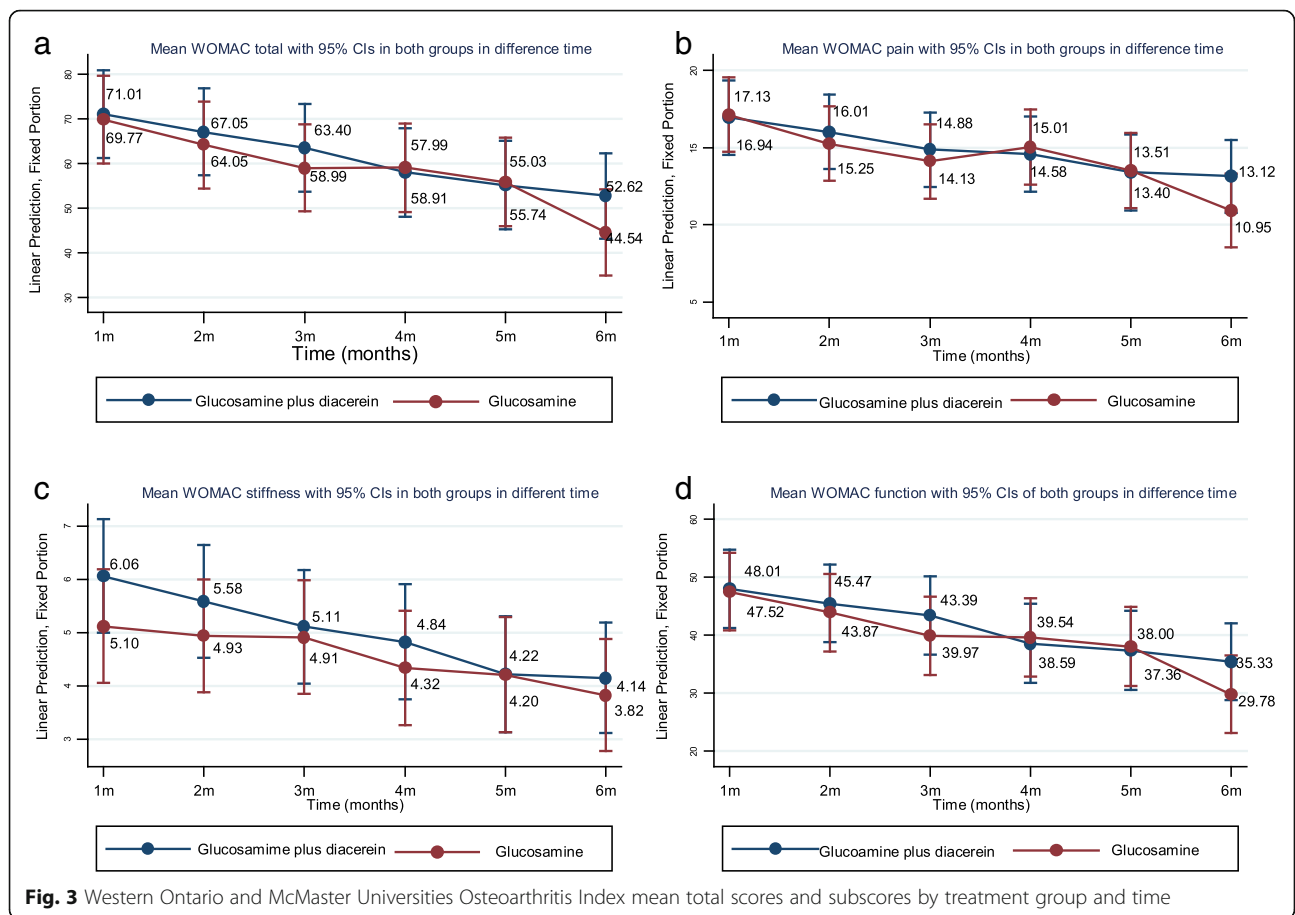 a
Mean WOMAC total with 95% CIs in both groups in difference time
Linear Prediction, Fixed Portion
80
70
60
50
40
30
71.01
69.77
67.05
64.05
63.40
58.99
57.99
58.91
55.03
55.74
52.62
44.54
1m 2m 3m 4m 5m 6m
Time (months)
Glucosamine plus diacerein Glucosamine
b
Mean WOMAC pain with 95% CIs in both groups in difference time
Linear Prediction, Fixed Portion
20
15
10
5
17.13
16.94
16.01
15.25
14.88
14.13
15.01
14.58
13.51
13.40
13.12
10.95
1m 2m 3m 4m 5m 6m
Time (months)
Glucosamine plus diacerein Glucosamine
c
Mean WOMAC stiffness with 95% CIs in both groups in different time
Linear Prediction, Fixed Portion
7
6
5
4
3
6.06
5.10
5.58
4.93
5.11
4.91
4.84
4.32
4.22
4.20
4.14
3.82
1m 2m 3m 4m 5m 6m
Time (months)
Glucosamime plus diacerein Glucosamine
d
Mean WOMAC function with 95% CIs of both groups in difference time
Linear Prediction, Fixed Portion
60
50
40
30
20
48.01
47.52
45.47
43.87
43.39
39.97
39.54
38.59
38.00
37.36
35.33
29.78
1m 2m 3m 4m 5m 6m
Time (months)
Glucoamine plus diacerein Glucosamine
Fig. 3 Western Ontario and McMaster Universities Osteoarthritis Index mean total scores and subscores by treatment group and time